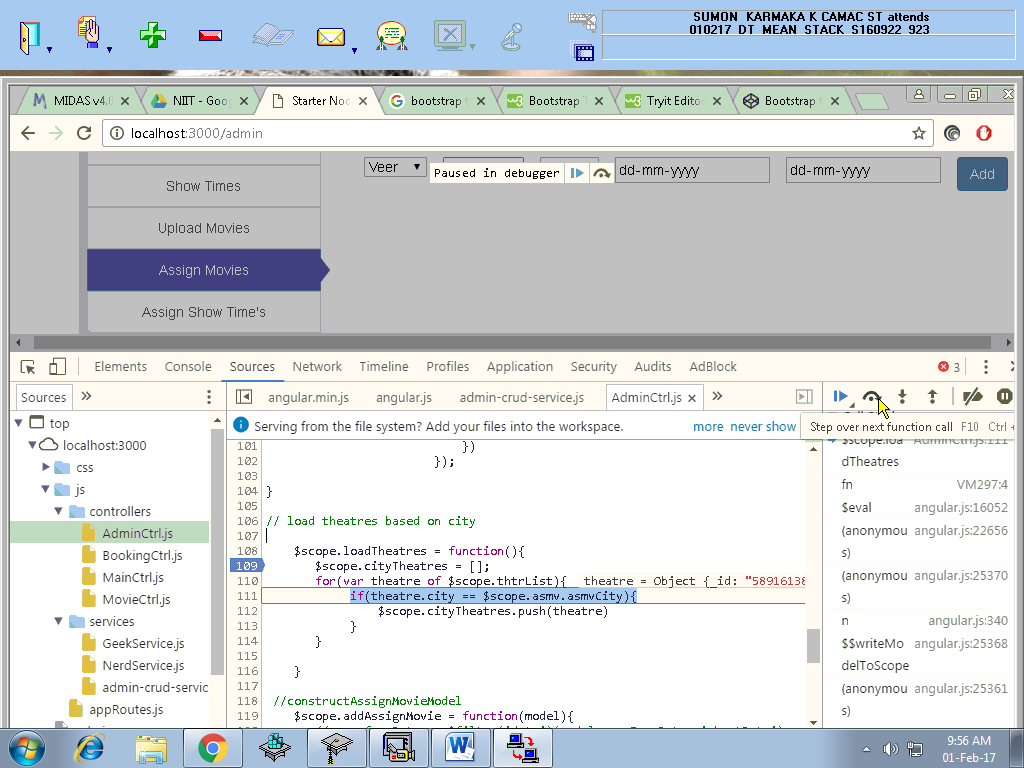 SUMON KARMAKA K CAMAC ST attends
010217_DT_MEAN_STACK_S160922_923
MIDAS v4.0
NIIT - Goo
Starter Noc
bootstrap t
Bootstrap T
Tryit Editor
Bootstrap t
localhost:3000/admin
Show Times
Veer
Paused in debugger
dd-mm-yyyy
dd-mm-yyyy
Add
Upload Movies
Assign Movies
Assign Show Time's
Elements Console Sources Network Timeline Profiles Application Security Audits AdBlock
3
Sources
angular.min.js angular.js admin-crud-service.js AdminCtrl.js
Serving from the file system? Add your files into the workspace. more never show
Step over next function call F10 Ctrl +
top
localhost:3000
css
js
controllers
AdminCtrl.js
BookingCtrl.js
MainCtrl.js
MovieCtrl.js
services
GeekService.js
NerdService.js
admin-crud-servic
appRoutes.js
101 })
102 });
103
104 }
105
106 // load theatres based on city
107
108 $scope.loadTheatres = function(){
109 $scope.cityTheatres = [];
110 for(var theatre of $scope.thtrList){ theatre = Object {_id: "58916138
111 if(theatre.city == $scope.asmv.asmvCity){
112 $scope.cityTheatres.push(theatre)
113 }
114 }
115
116 }
117
118 //constructAssignMovieModel
119 $scope.addAssignMovie = function(model){
$scope.loa AdminCtrl.js:111
dTheatres
fn VM297:4
$eval angular.js:16052
(anonymou angular.js:22656
s)
(anonymou angular.js:25370
s)
n angular.js:340
$$writeMo angular.js:25368
delToScope
(anonymou angular.js:25361
s)
9:56 AM
01-Feb-17